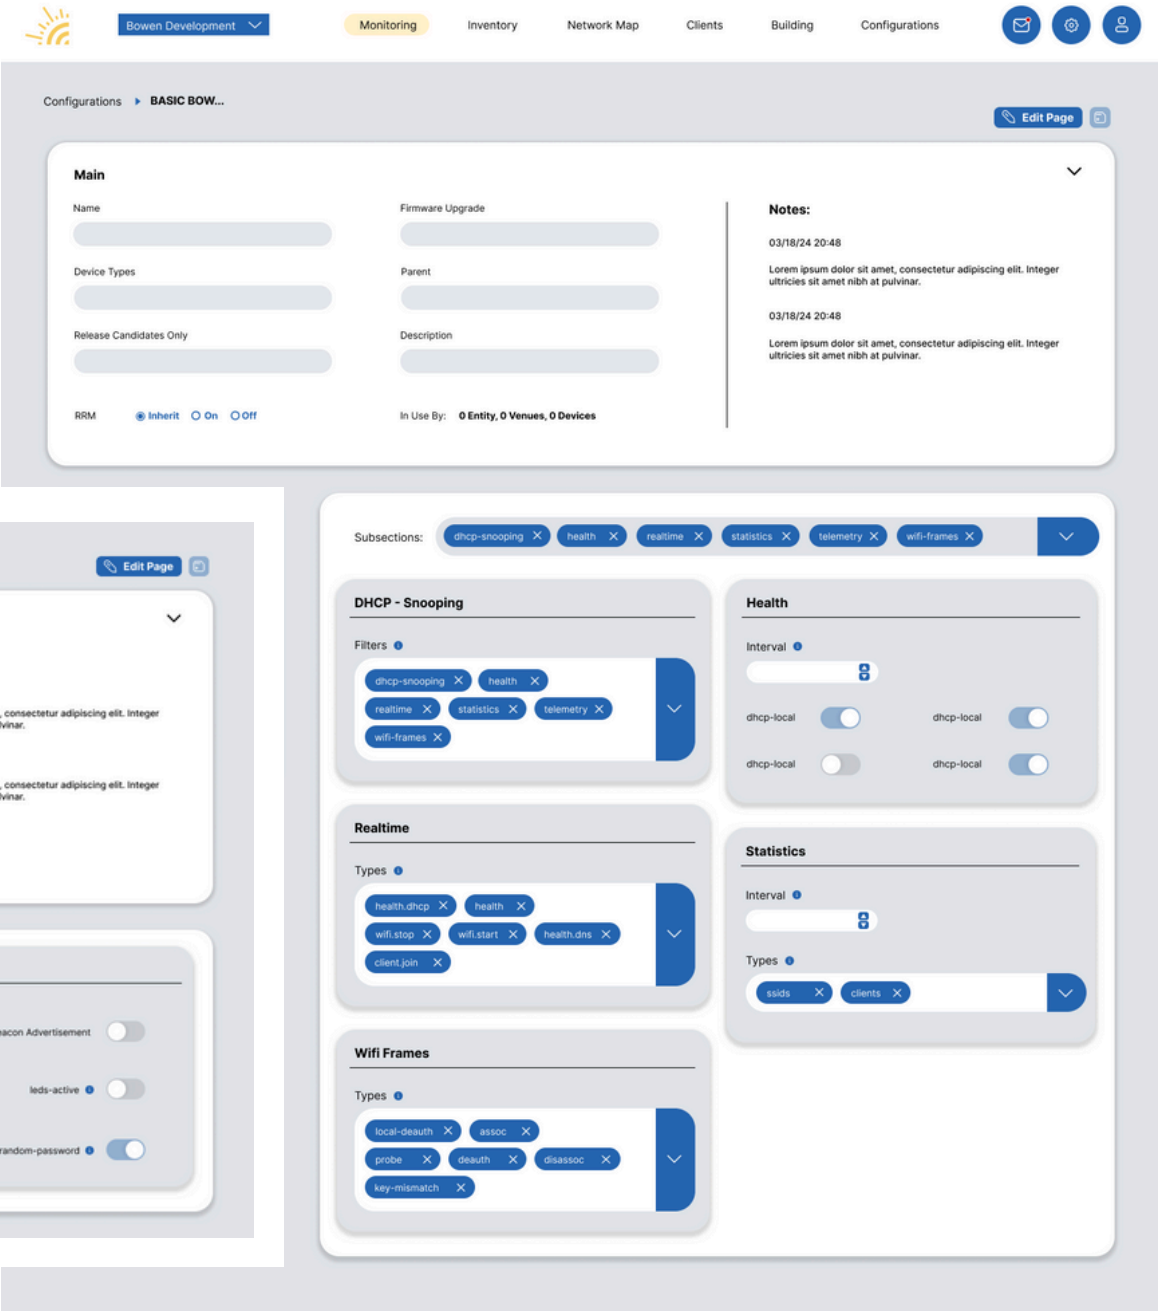 Bowen Development
Monitoring
Inventory
Network Map
Clients
Building
Configurations
Configurations
BASIC BOW...
Edit Page
Main
Name
Firmware Upgrade
Device Types
Parent
Release Candidates Only
Description
RRM
Inherit
On
Off
In Use By: 0 Entity, 0 Venues, 0 Devices
Notes:
03/18/24 20:48
Lorem ipsum dolor sit amet, consectetur adipiscing elit. Integer
ultricies sit amet nibh at pulvinar.
03/18/24 20:48
Lorem ipsum dolor sit amet, consectetur adipiscing elit. Integer
ultricies sit amet nibh at pulvinar.
Edit Page
, consectetur adipiscing elit. Integer
, consectetur adipiscing elit. Integer
Advertisement
leds-active
random-password
Subsections:
dhcp-snooping
health
realtime
statistics
telemetry
wifi-frames
DHCP - Snooping
Filters
dhcp-snooping
health
realtime
statistics
telemetry
wifi-frames
Health
Interval
dhcp-local
dhcp-local
dhcp-local
dhcp-local
Realtime
Types
health.dhcp
health
wifi.stop
wifi.start
health.dns
client.join
Statistics
Interval
Types
ssids
clients
Wifi Frames
Types
local-deauth
assoc
probe
deauth
disassoc
key-mismatch